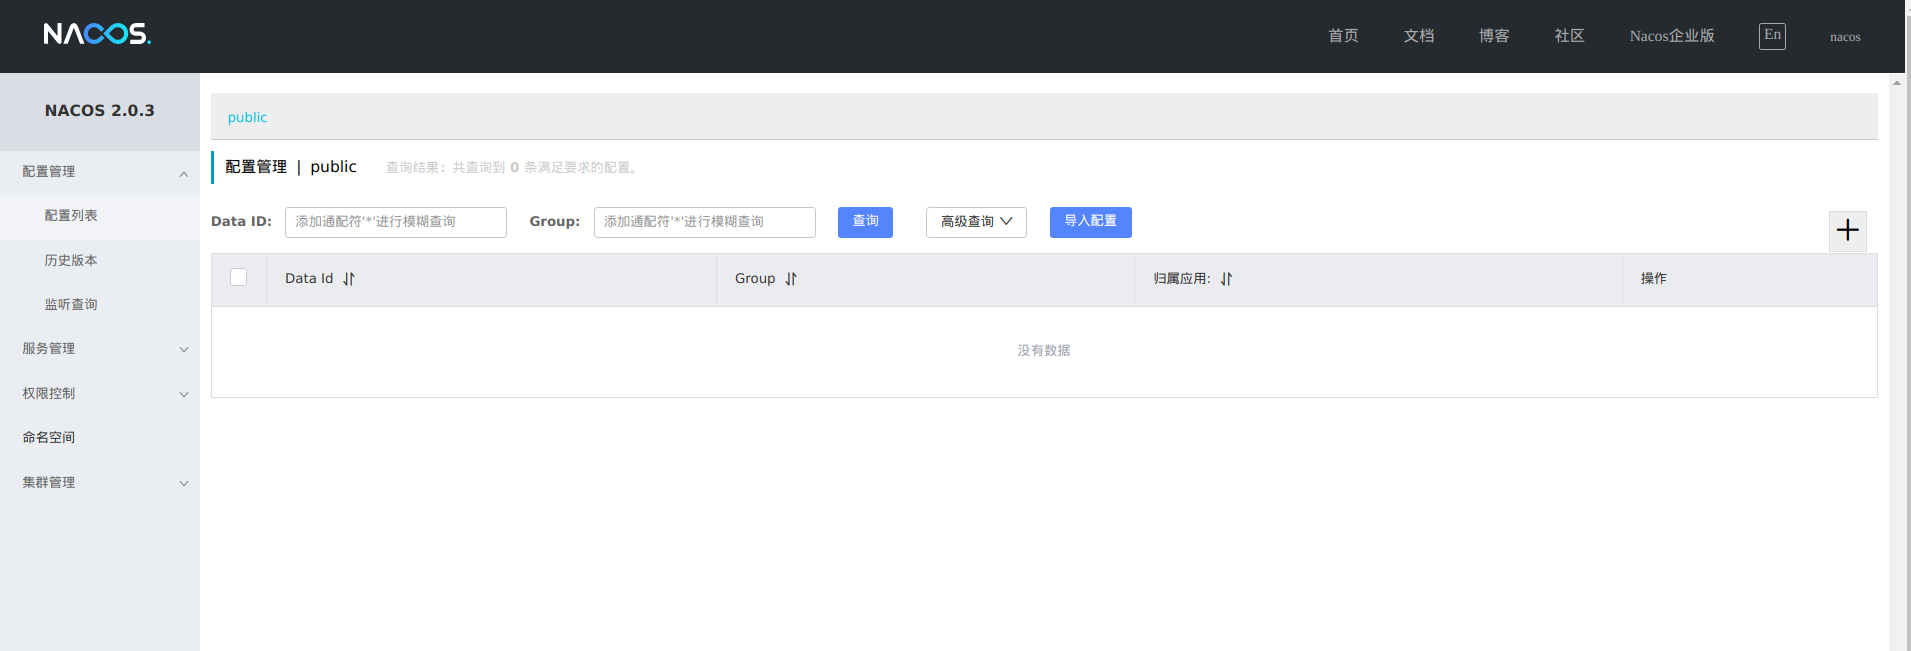 NACOS.
首页 文档 博客 社区 Nacos企业版 En nacos
NACOS 2.0.3
配置管理
配置列表
历史版本
监听查询
服务管理
权限控制
命名空间
集群管理
public
配置管理 | public 查询结果：共查询到 0 条满足要求的配置。
Data ID: 添加通配符'*'进行模糊查询 Group: 添加通配符'*'进行模糊查询 查询 高级查询 导入配置
Data Id Group 归属应用: 操作
没有数据